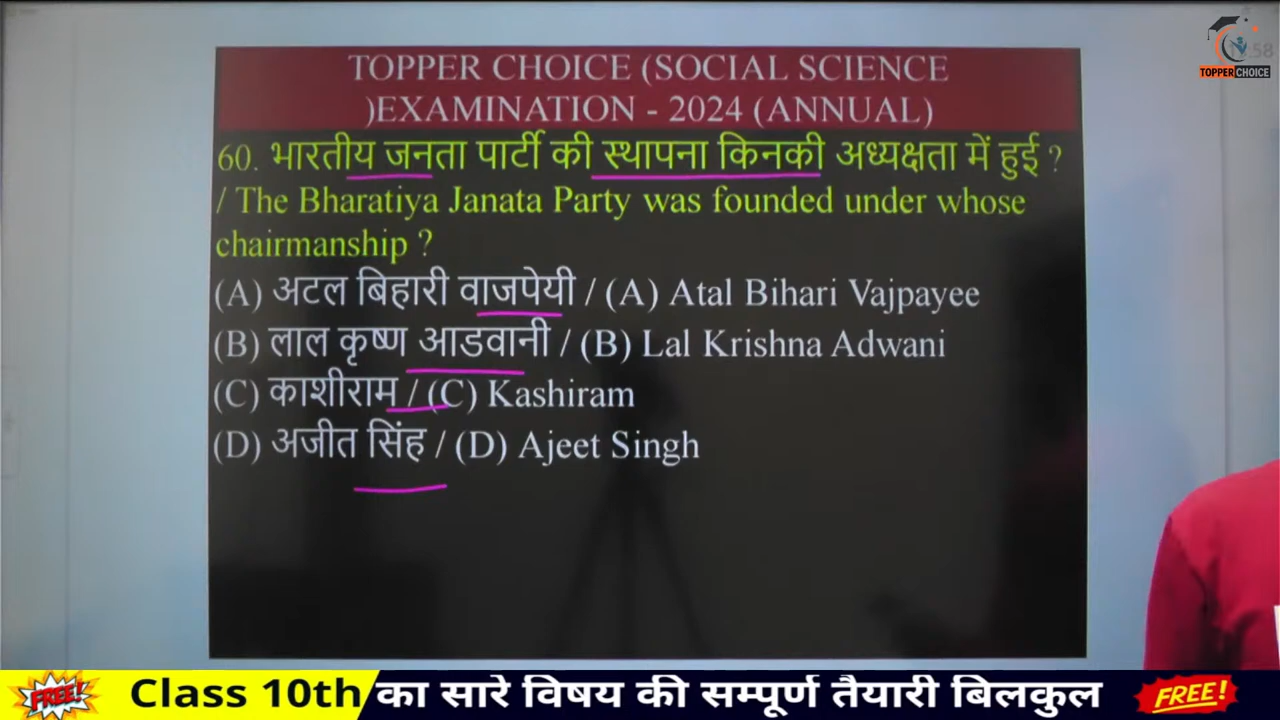 TOPPER CHOICE (SOCIAL SCIENCE
)EXAMINATION - 2024 (ANNUAL)
60. भारतीय जनता पार्टी की स्थापना किनकी अध्यक्षता में हुई ?
/ The Bharatiya Janata Party was founded under whose
chairmanship ?
(A) अटल बिहारी वाजपेयी / (A) Atal Bihari Vajpayee
(B) लाल कृष्ण आडवानी / (B) Lal Krishna Adwani
(C) काशीराम / (C) Kashiram
(D) अजीत सिंह / (D) Ajeet Singh
TOPPER CHOICE
FREE! Class 10th का सारे विषय की सम्पूर्ण तैयारी बिलकुल FREE!